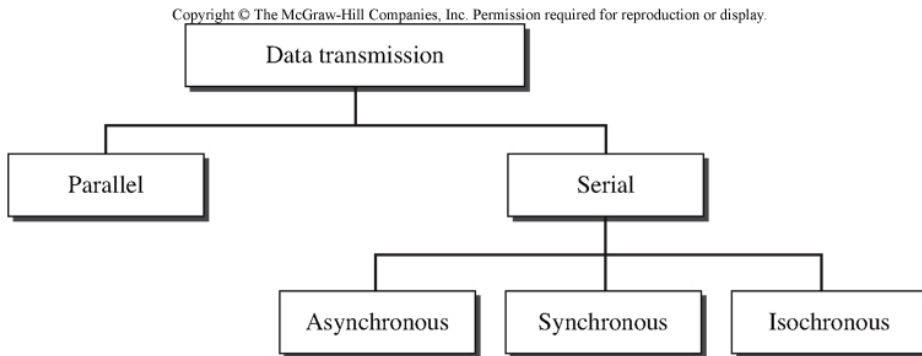 Copyright © The McGraw-Hill Companies, Inc. Permission required for reproduction or display.
Data transmission
Parallel
Serial
Asynchronous
Synchronous
Isochronous